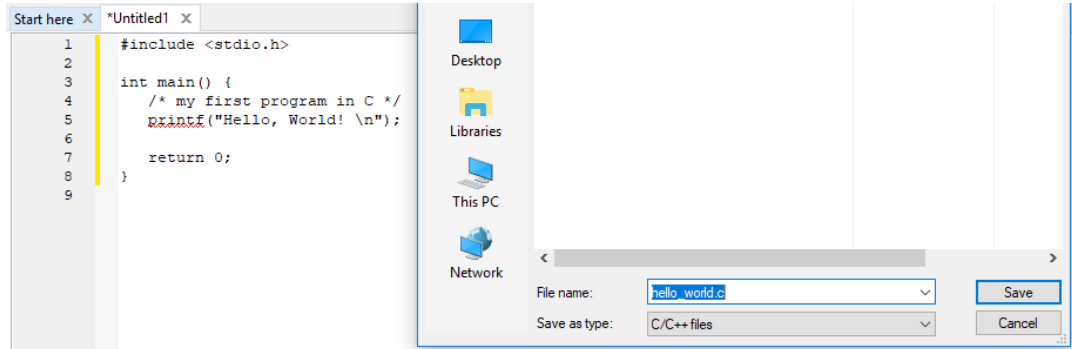 Start here X *Untitled1 X
1 #include <stdio.h>
2
3 int main() {
4 /* my first program in C */
5 printf("Hello, World! \n");
6
7 return 0;
8 }
9
Desktop
Libraries
This PC
Network
File name: hello_world.c
Save
Save as type: C/C++ files
Cancel